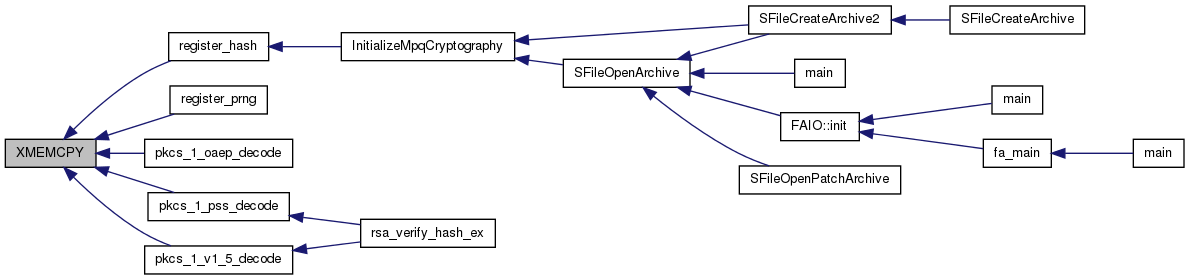 SFileCreateArchive2
SFileCreateArchive
register_hash
InitializeMpqCryptography
SFileOpenArchive
main
register_prng
main
FAIO::init
XMEMCPY
pkcs_1_oaep_decode
fa_main
main
SFileOpenPatchArchive
pkcs_1_pss_decode
rsa_verify_hash_ex
pkcs_1_v1_5_decode